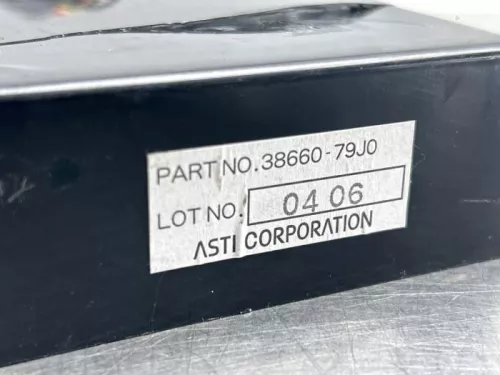 PART NO. 38660-79J0
LOT NO. 04 06
ASTI CORPORATION